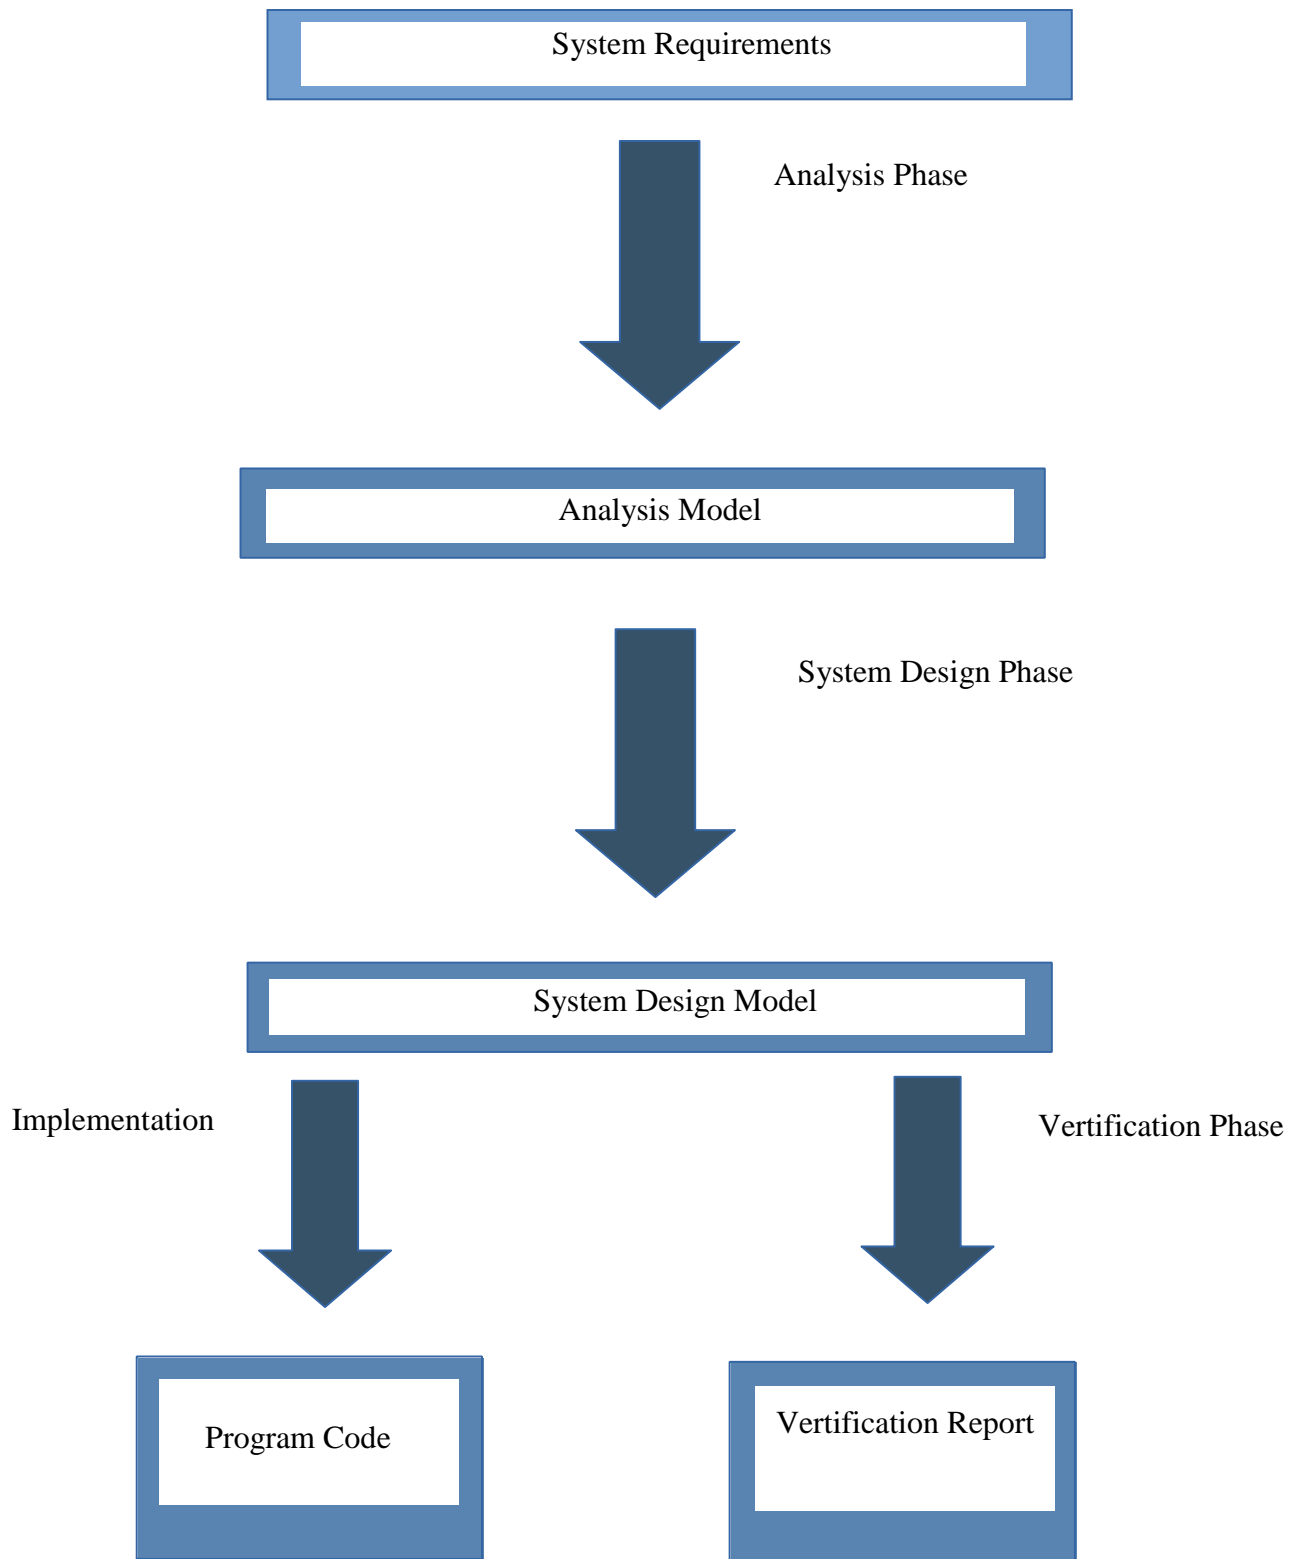 System Requirements
Analysis Phase
Analysis Model
System Design Phase
System Design Model
Implementation
Vertification Phase
Program Code
Vertification Report